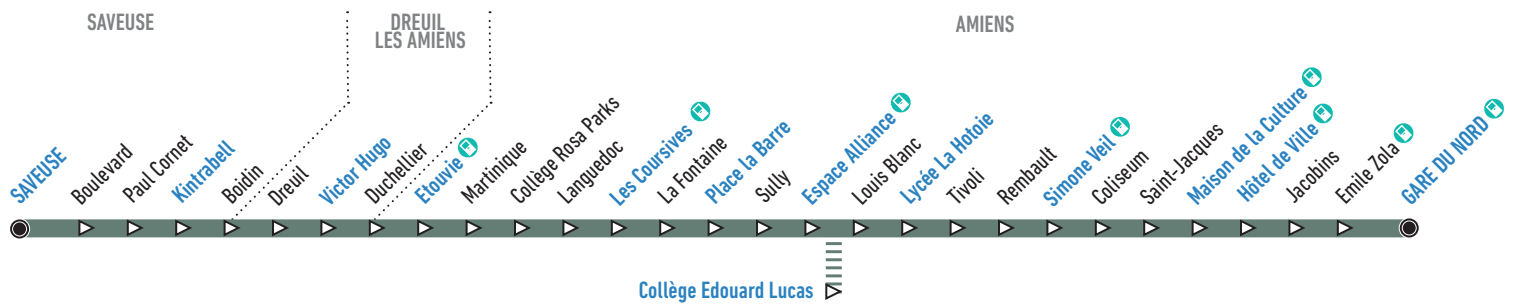 SAVEUSE
DREUIL
LES AMIENS
AMIENS
SAVEUSE
Boulevard
Paul Cornet
Kintrabell
Bodin
Dreuil
Victor Hugo
Duchellier
Etouvie
Martinique
Collège Rosa Parks
Languedoc
Les Coursives
La Fontaine
Place la Barre
Sully
Espace Alliance
Louis Blanc
Lycée La Hotoie
Tivoli
Rembault
Simone Veil
Coliseum
Saint-Jacques
Maison de la Culture
Hôtel de Ville
Jacobins
Emile Zola
GARE DU NORD
Collège Edouard Lucas